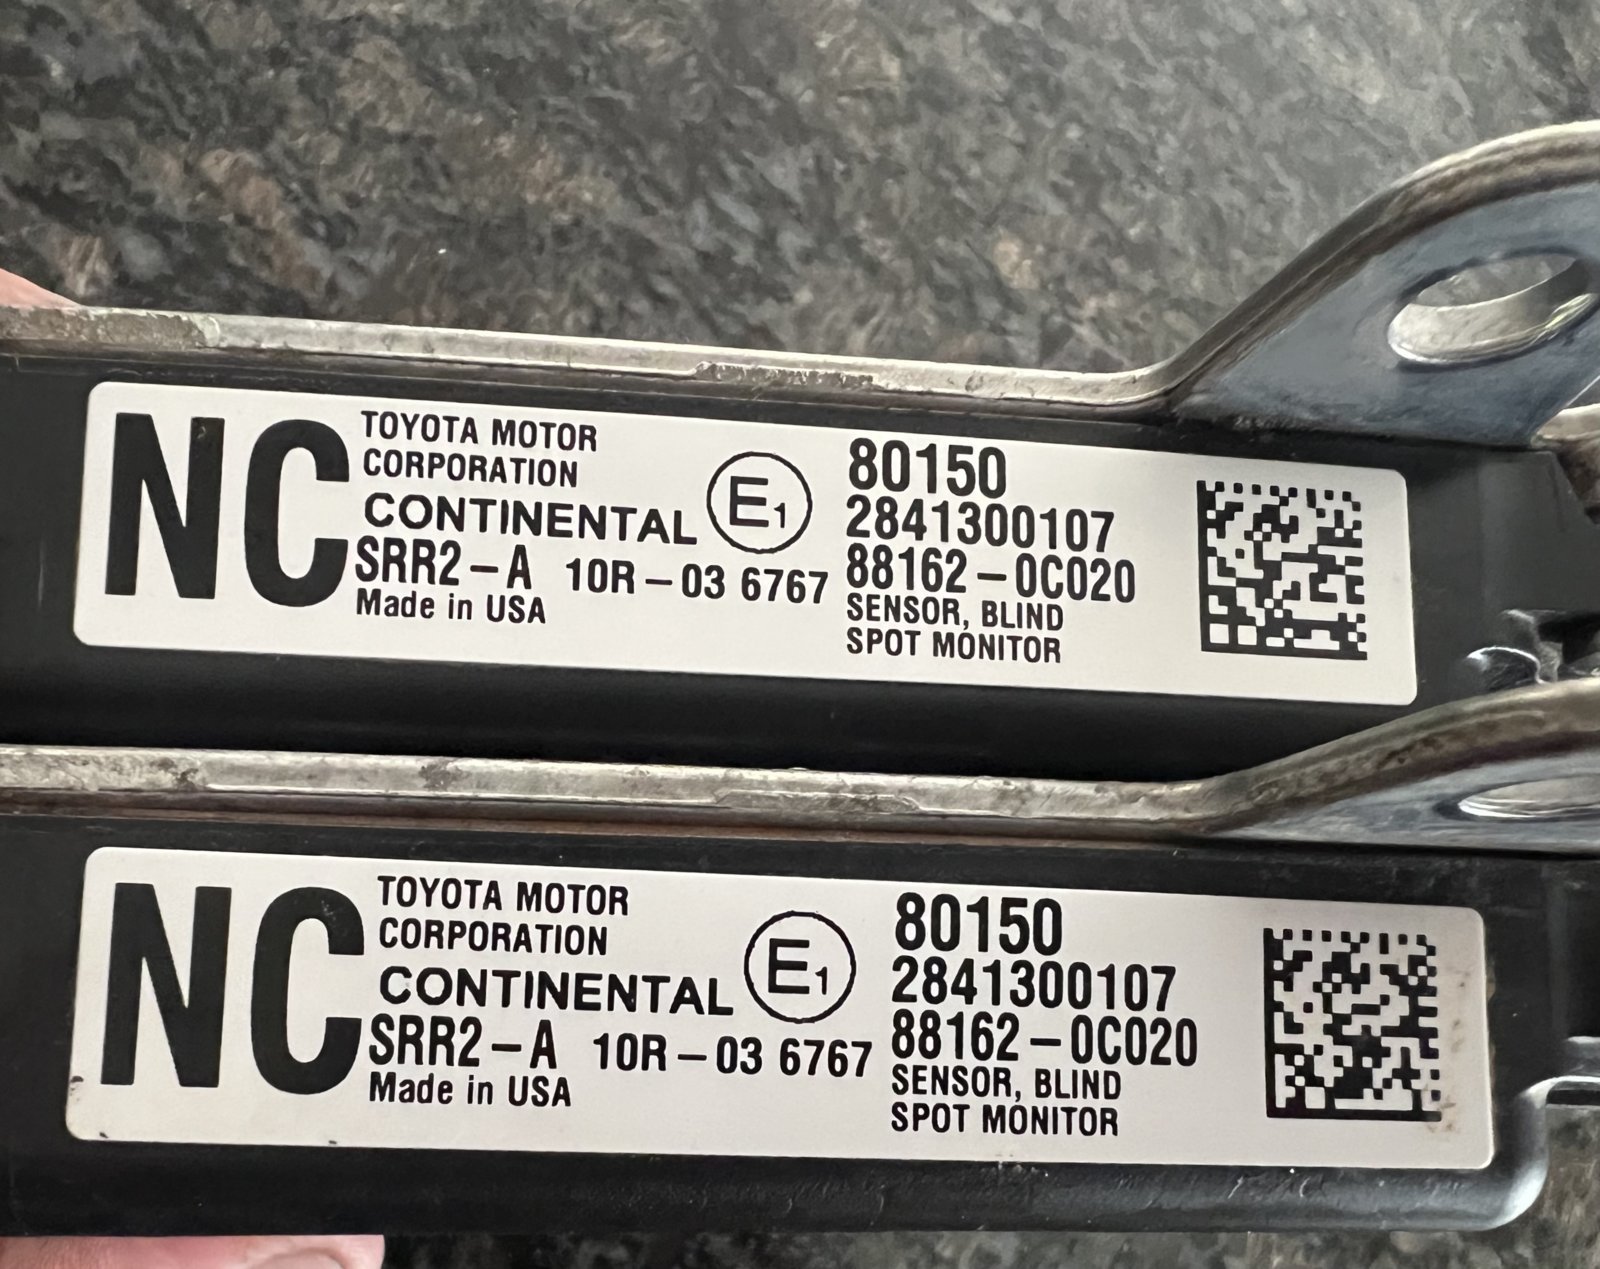 NC
TOYOTA MOTOR
CORPORATION
CONTINENTAL
SRR2-A 10R-03 6767
Made in USA
E1
80150
2841300107
88162-0C020
SENSOR, BLIND
SPOT MONITOR
NC
TOYOTA MOTOR
CORPORATION
CONTINENTAL
SRR2-A 10R-03 6767
Made in USA
E1
80150
2841300107
88162-0C020
SENSOR, BLIND
SPOT MONITOR